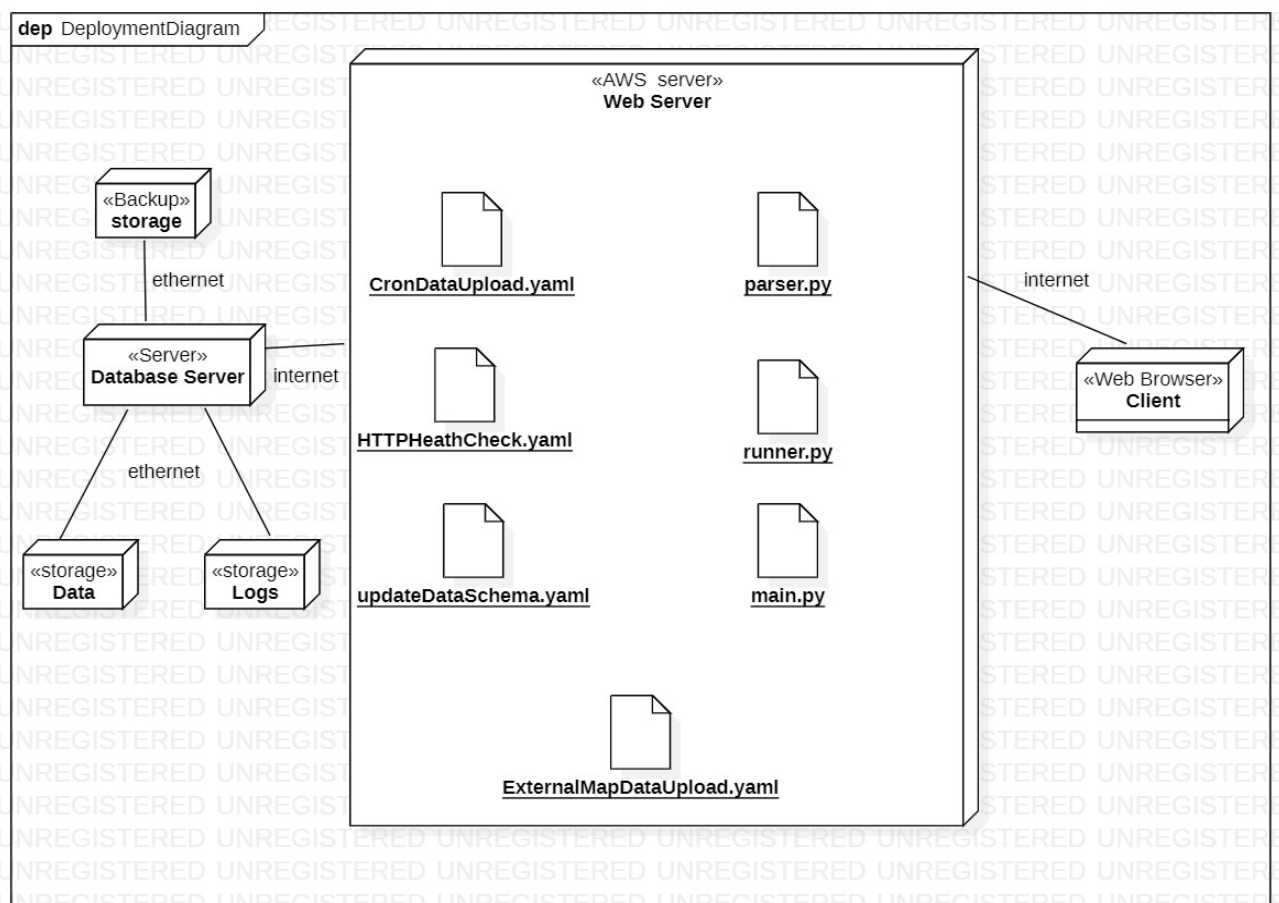 dep DeploymentDiagram
«AWS server»
Web Server
«Backup»
storage
ethernet
«Server»
Database Server
internet
ethernet
«storage»
Data
«storage»
Logs
CronDataUpload.yaml
parser.py
HTTPHeathCheck.yaml
runner.py
updateDataSchema.yaml
main.py
ExternalMapDataUpload.yaml
internet
«Web Browser»
Client
UNREGISTERED